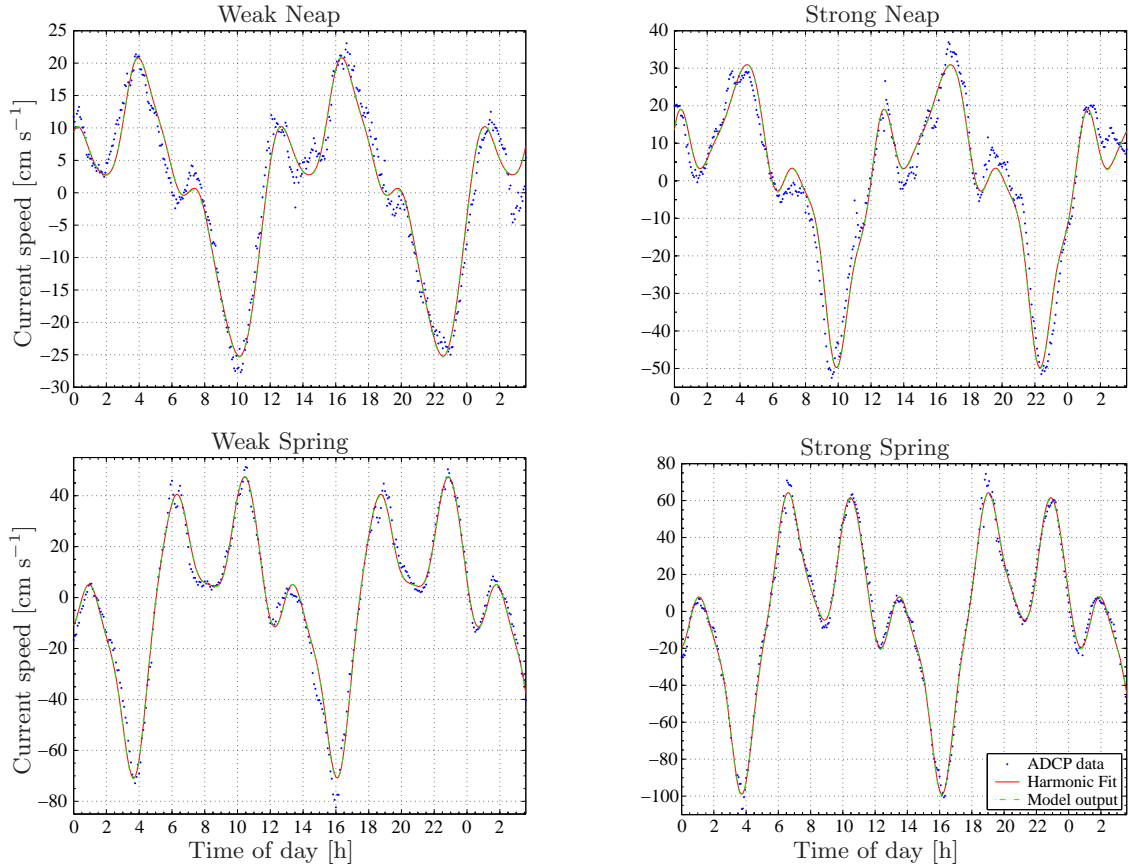 Weak Neap
Strong Neap
Current speed [cm s⁻¹]
25
20
15
10
5
0
−5
−10
−15
−20
−25
−30
0 2 4 6 8 10 12 14 16 18 20 22 0 2
40
30
20
10
0
−10
−20
−30
−40
−50
0 2 4 6 8 10 12 14 16 18 20 22 0 2
Weak Spring
Strong Spring
Current speed [cm s⁻¹]
40
20
0
−20
−40
−60
−80
0 2 4 6 8 10 12 14 16 18 20 22 0 2
Time of day [h]
80
60
40
20
0
−20
−40
−60
−80
−100
ADCP data
Harmonic Fit
Model output
0 2 4 6 8 10 12 14 16 18 20 22 0 2
Time of day [h]